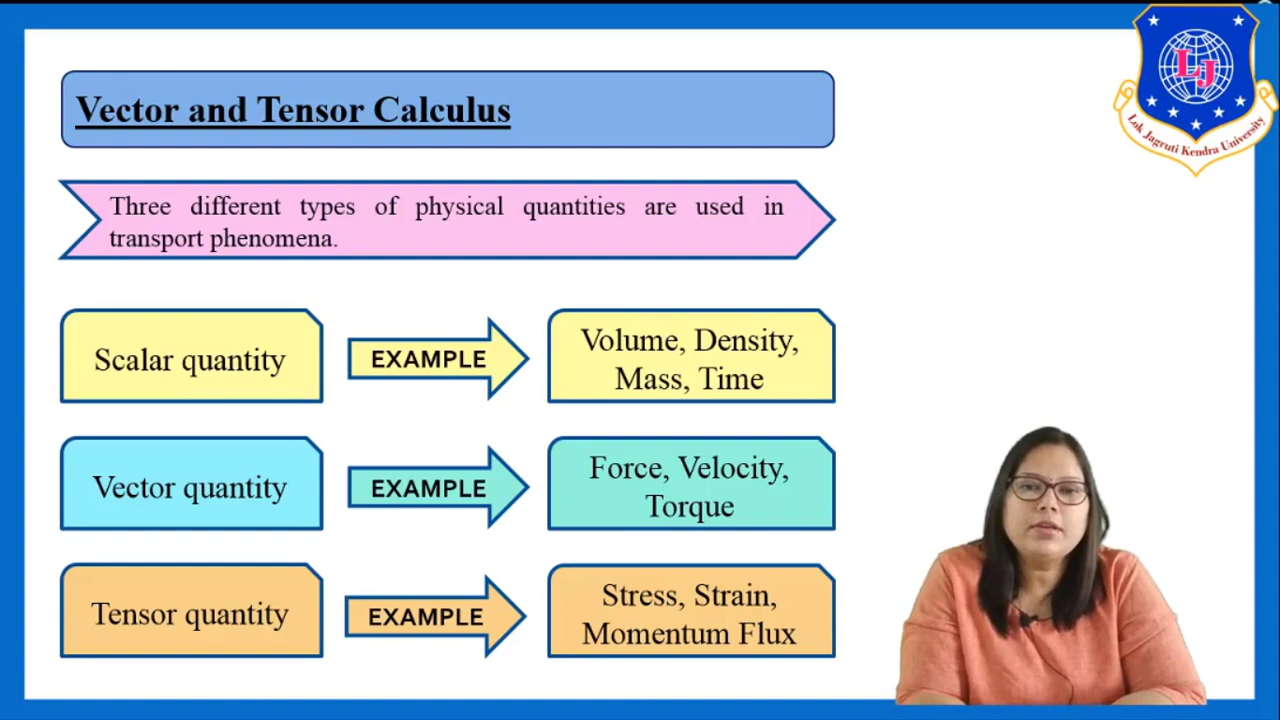 Vector and Tensor Calculus
Three different types of physical quantities are used in
transport phenomena.
Scalar quantity
EXAMPLE
Volume, Density,
Mass, Time
Vector quantity
EXAMPLE
Force, Velocity,
Torque
Tensor quantity
EXAMPLE
Stress, Strain,
Momentum Flux
LJ
Lok Jagruti Kendra University